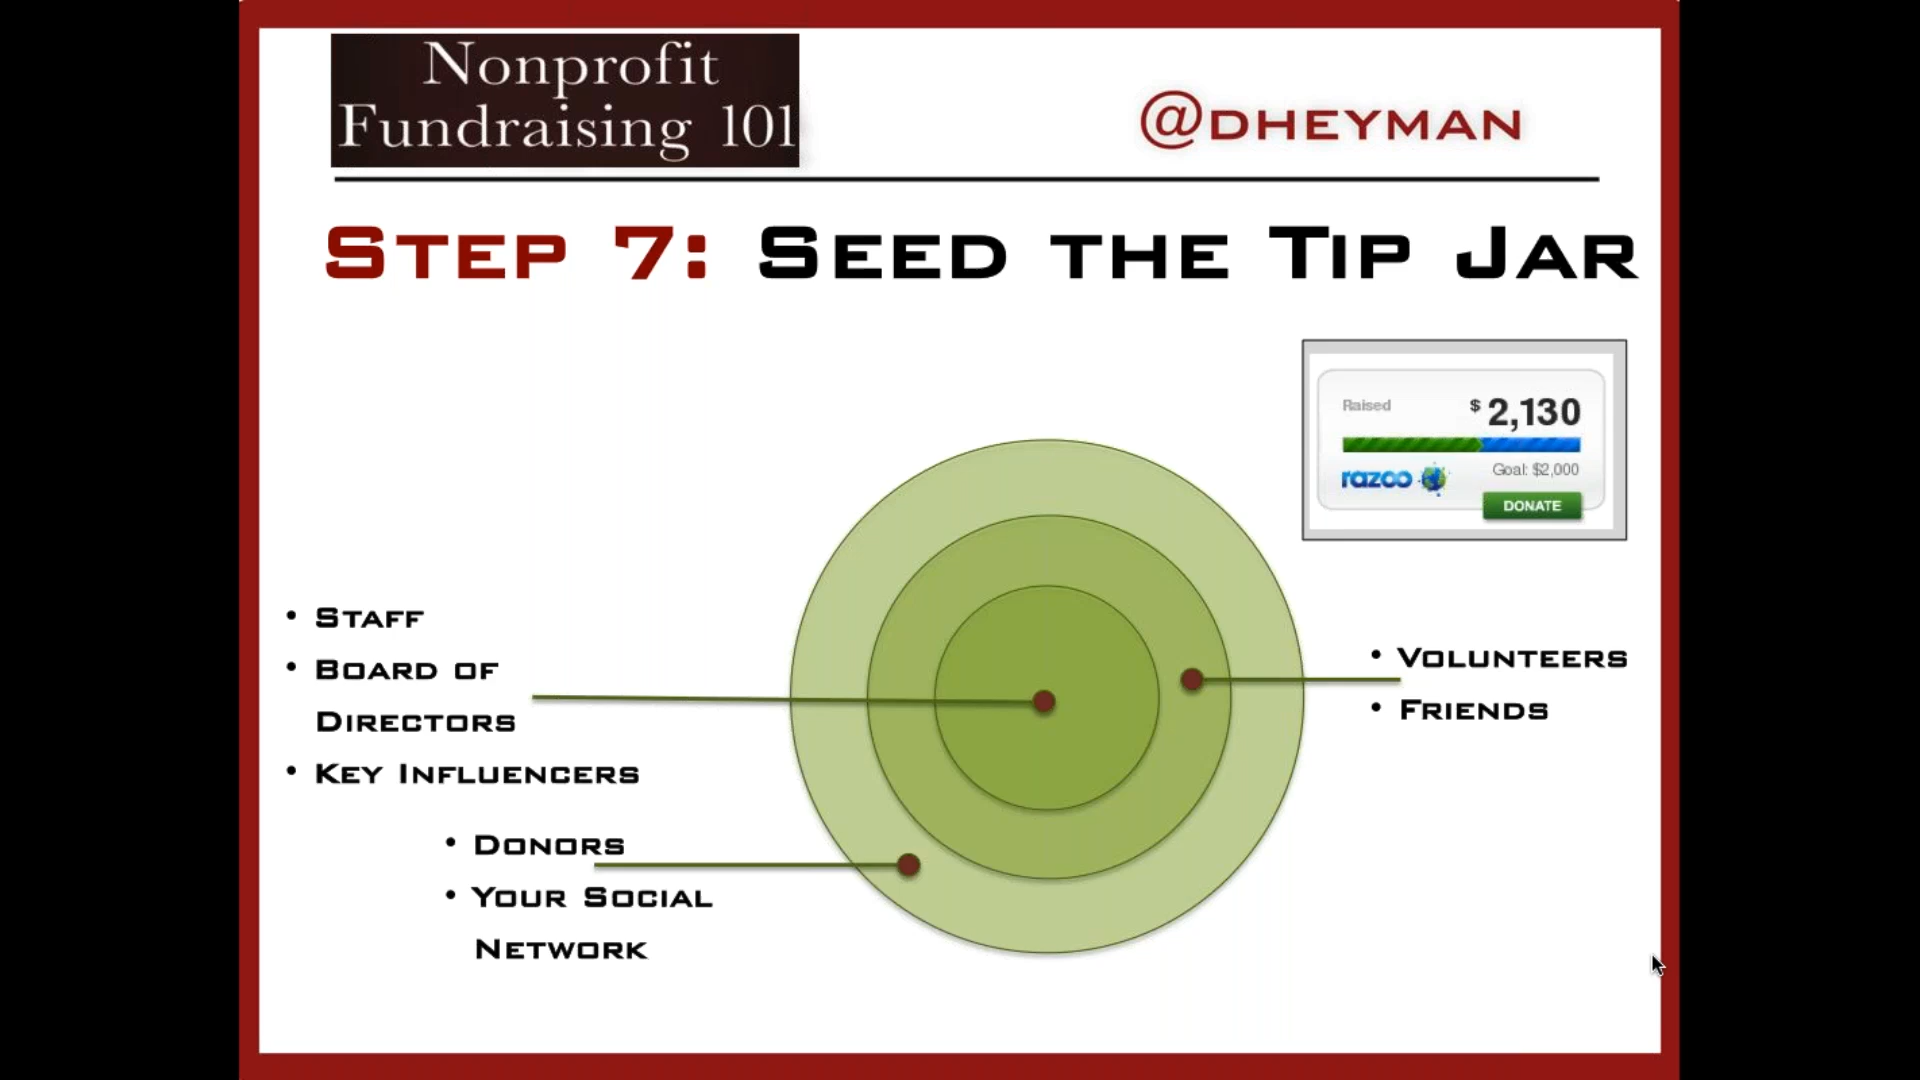 Nonprofit
Fundraising 101
@DHEYMAN
STEP 7: SEED THE TIP JAR
Raised $ 2,130
razoo Goal: $2,000
DONATE
• STAFF
• BOARD OF
DIRECTORS
• KEY INFLUENCERS
• VOLUNTEERS
• FRIENDS
• DONORS
• YOUR SOCIAL
NETWORK